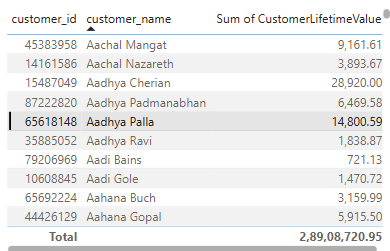 customer_id customer_name Sum of CustomerLifetimeValue
45383958 Aachal Mangat 9,161.61
14161586 Aachal Nazareth 3,893.67
15487049 Aadhya Cherian 28,920.00
87222820 Aadhya Padmanabhan 6,469.58
65618148 Aadhya Palla 14,800.59
35885052 Aadhya Ravi 1,838.87
79206969 Aadi Bains 721.13
10608845 Aadi Gole 1,470.72
65692224 Aahana Buch 3,159.99
44426129 Aahana Gopal 5,915.50
Total 2,89,08,720.95